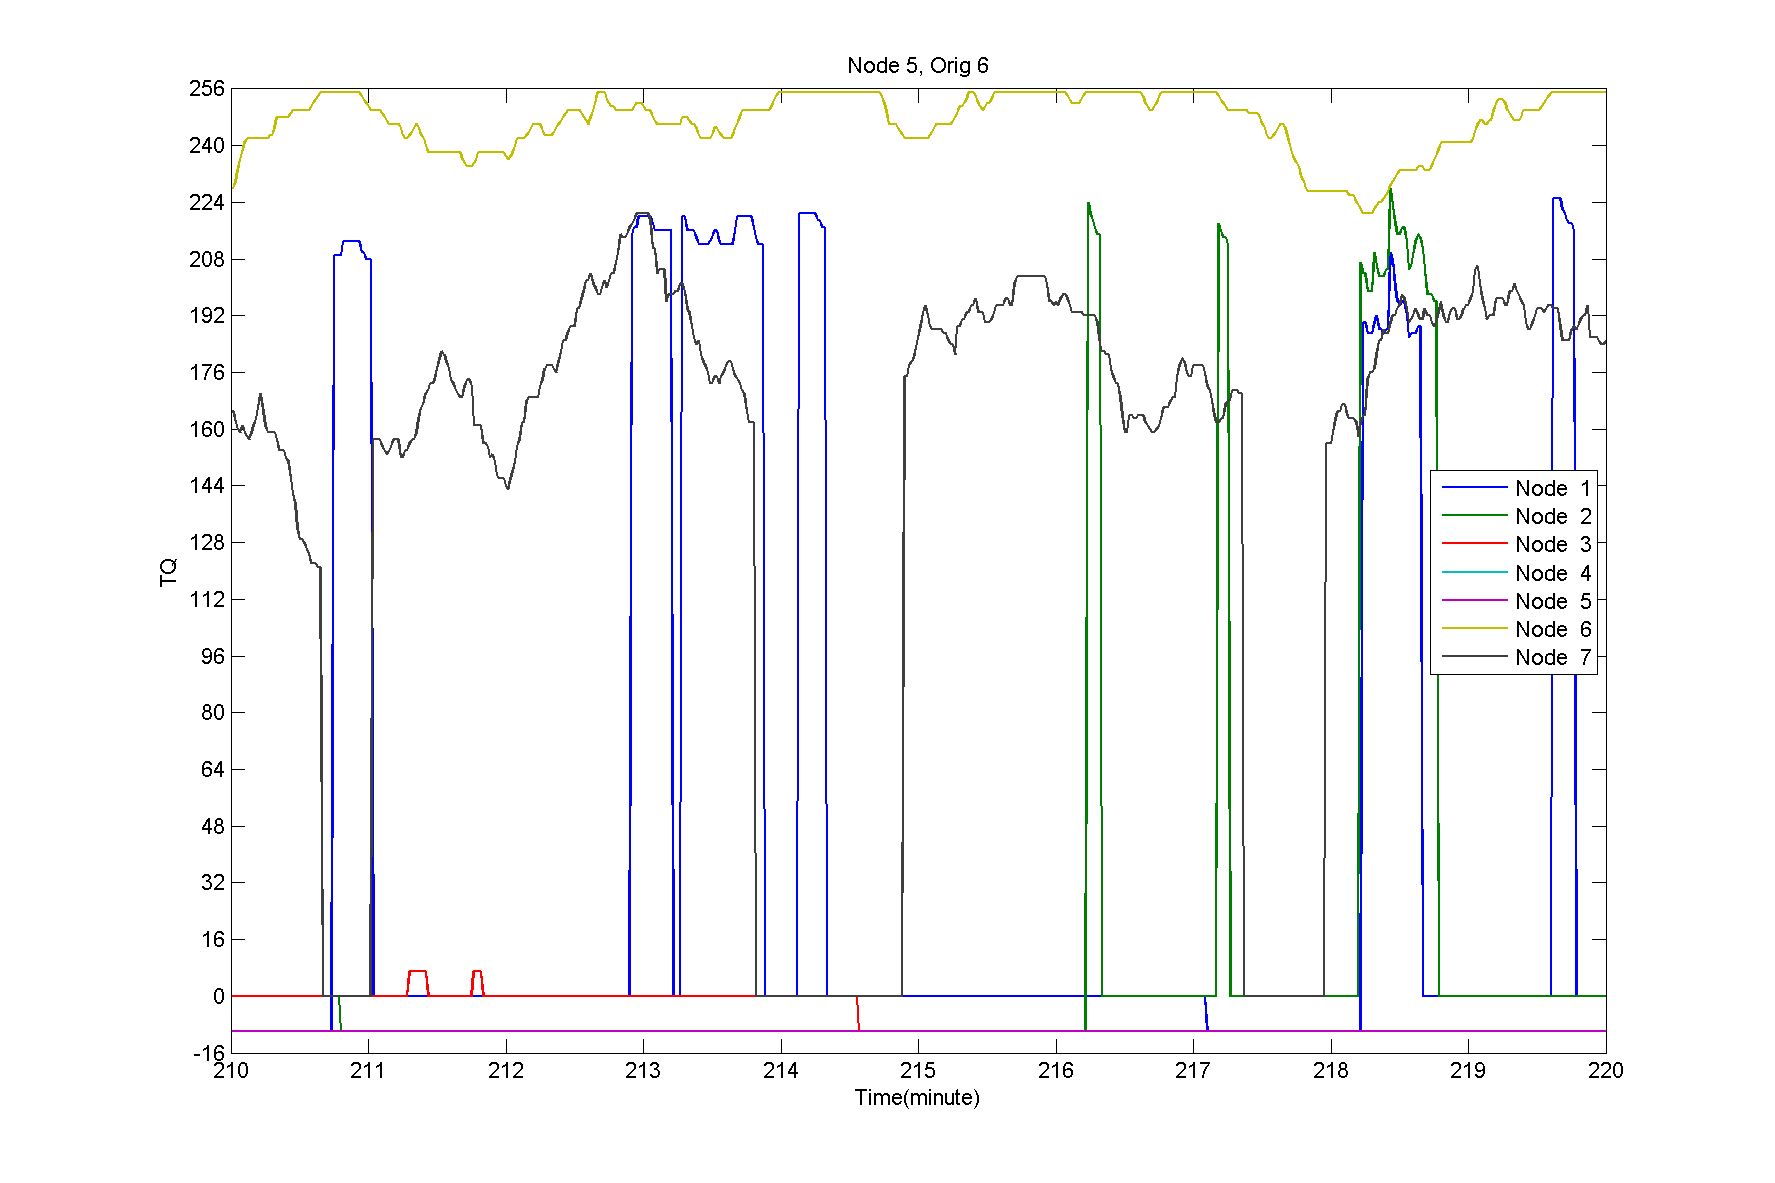 Node 5, Orig 6
256
240
224
208
192
176
160
144
128
112
96
80
64
48
32
16
0
-16
TQ
210 211 212 213 214 215 216 217 218 219 220
Time(minute)
Node 1
Node 2
Node 3
Node 4
Node 5
Node 6
Node 7